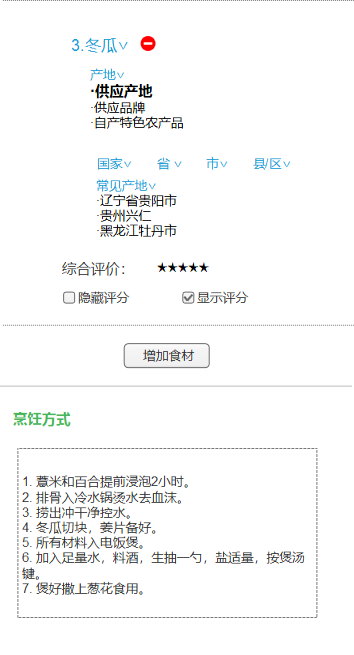 3.冬瓜
产地
·供应产地
·供应品牌
·自产特色农产品
国家 省 市 县/区
常见产地
·辽宁省贵阳市
·贵州兴仁
·黑龙江牡丹市
综合评价： ★★★★★
隐藏评分 显示评分
增加食材
烹饪方式
1. 薏米和百合提前浸泡2小时。
2. 排骨入冷水锅烫水去血沫。
3. 捞出冲干净控水。
4. 冬瓜切块，姜片备好。
5. 所有材料入电饭煲。
6. 加入足量水，料酒，生抽一勺，盐适量，按煲汤
键。
7. 煲好撒上葱花食用。